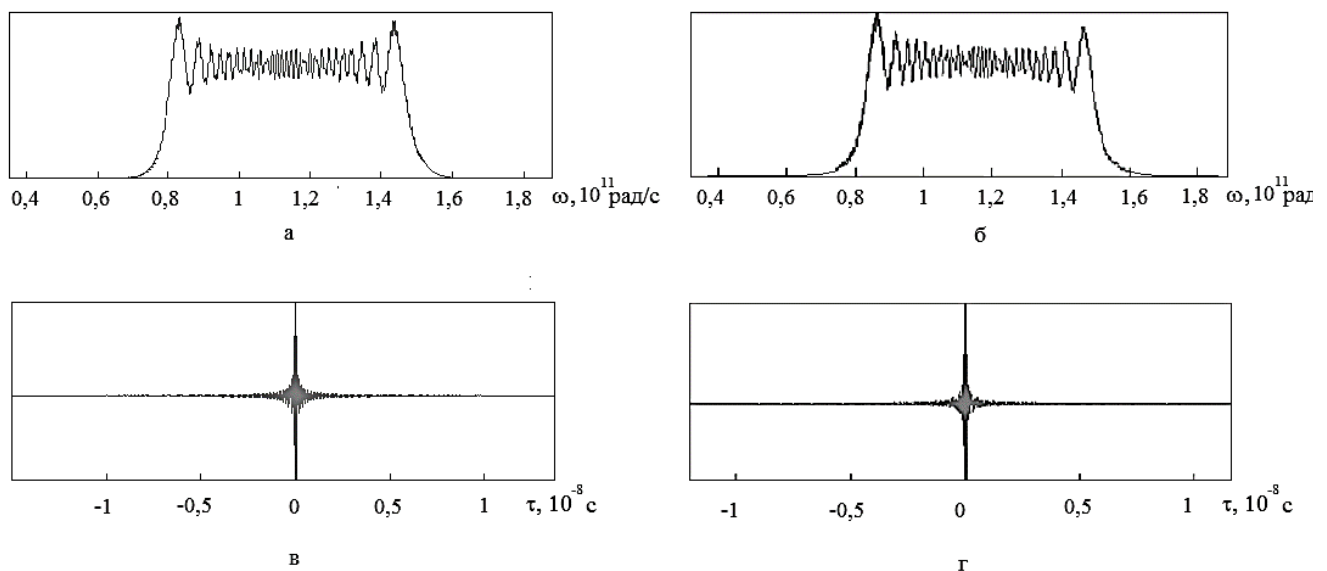 0,4 0,6 0,8 1 1,2 1,4 1,6 1,8 ω, 10¹¹ рад/с
а
0,4 0,6 0,8 1 1,2 1,4 1,6 1,8 ω, 10¹¹ рад
б
-1 -0,5 0 0,5 1 τ, 10⁻⁸ с
в
-1 -0,5 0 0,5 1 τ, 10⁻⁸ с
г